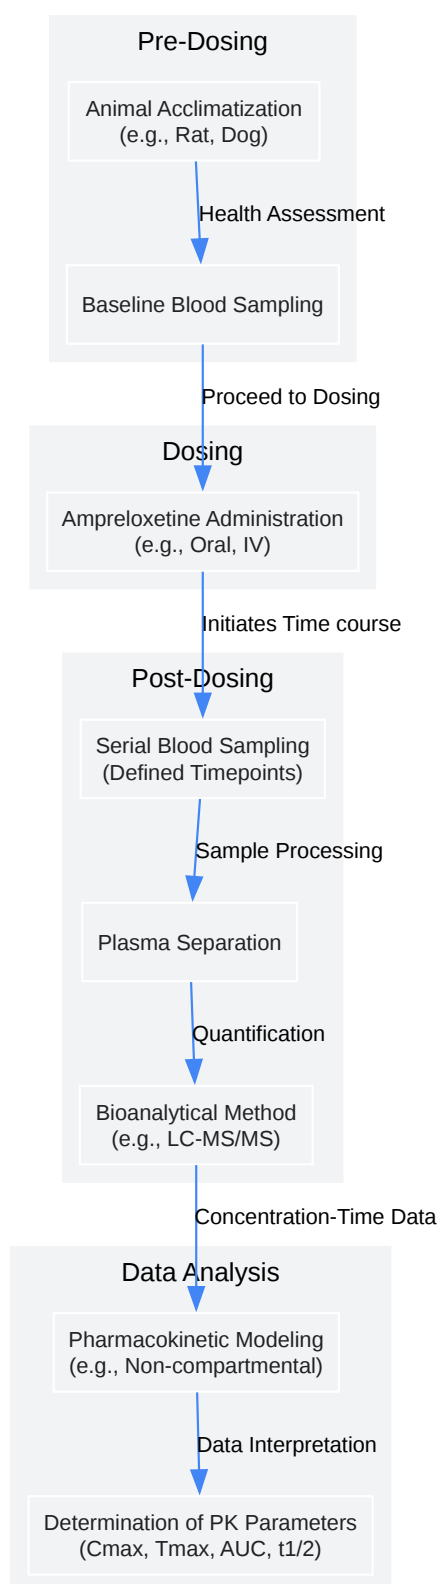 Pre-Dosing
Animal Acclimatization
(e.g., Rat, Dog)
Health Assessment
Baseline Blood Sampling
Proceed to Dosing
Dosing
Ampreloxetine Administration
(e.g., Oral, IV)
Initiates Time course
Post-Dosing
Serial Blood Sampling
(Defined Timepoints)
Sample Processing
Plasma Separation
Quantification
Bioanalytical Method
(e.g., LC-MS/MS)
Concentration-Time Data
Data Analysis
Pharmacokinetic Modeling
(e.g., Non-compartmental)
Data Interpretation
Determination of PK Parameters
(Cmax, Tmax, AUC, t1/2)